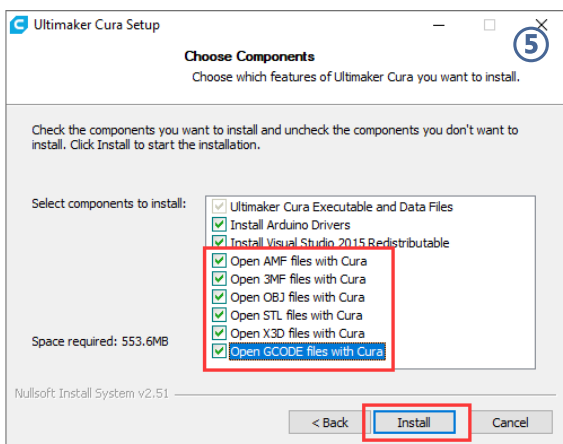 Ultimaker Cura Setup
⑤
Choose Components
Choose which features of Ultimaker Cura you want to install.
Check the components you want to install and uncheck the components you don't want to
install. Click Install to start the installation.
Select components to install:
Ultimaker Cura Executable and Data Files
Install Arduino Drivers
Install Visual Studio 2015 Redistributable
Open AMF files with Cura
Open 3MF files with Cura
Open OBJ files with Cura
Open STL files with Cura
Open X3D files with Cura
Open GCODE files with Cura
Space required: 553.6MB
Nullsoft Install System v2.51
< Back
Install
Cancel